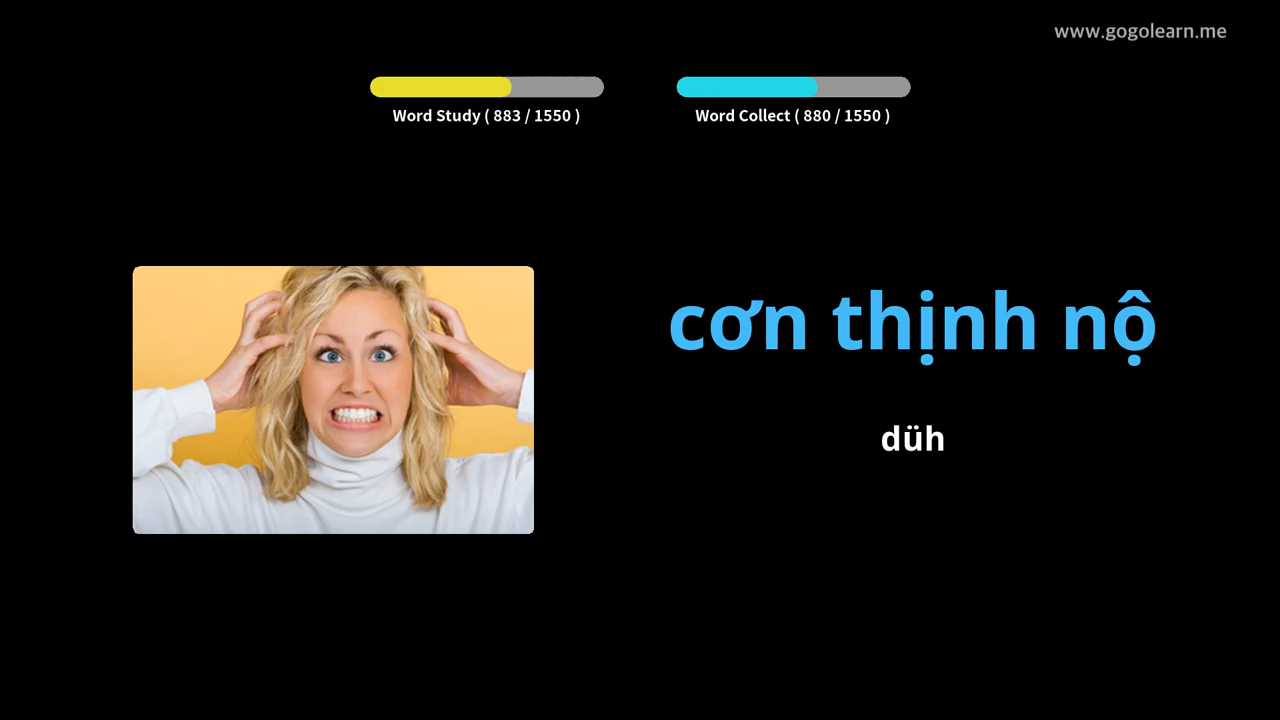 www.gogolearn.me
Word Study ( 883 / 1550 )
Word Collect ( 880 / 1550 )
cơn thịnh nộ
düh